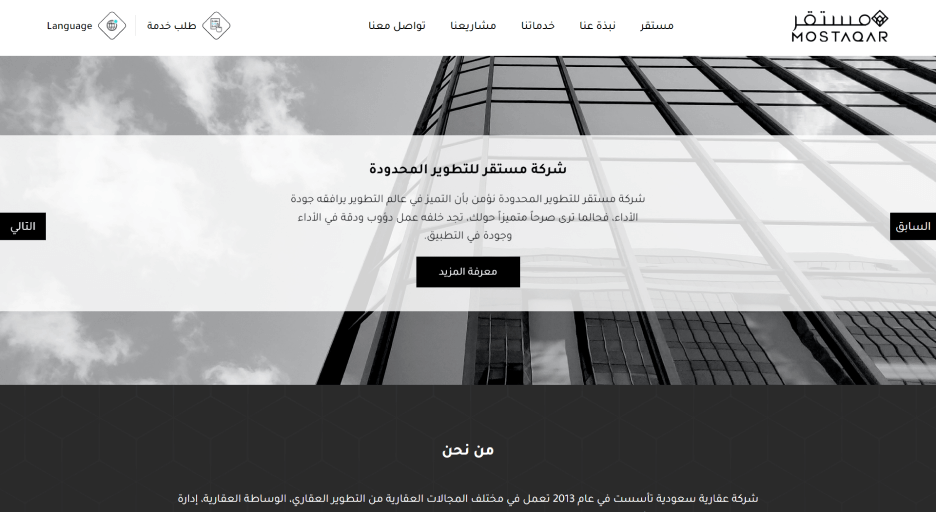 مستقر
MOSTAQAR
مستقر
نبذة عنا
خدماتنا
مشاريعنا
تواصل معنا
طلب خدمة
Language
شركة مستقر للتطوير المحدودة
شركة مستقر للتطوير المحدودة نؤمن بأن التميز في عالم التطوير يرافقه جودة
الأداء، فحالما ترى صرحاً متميزاً حولك، تجد خلفه عمل دؤوب ودقة في الأداء
وجودة في التطبيق.
معرفة المزيد
السابق
التالي
من نحن
شركة عقارية سعودية تأسست في عام 2013 تعمل في مختلف المجالات العقارية من التطوير العقاري، الوساطة العقارية، إدارة